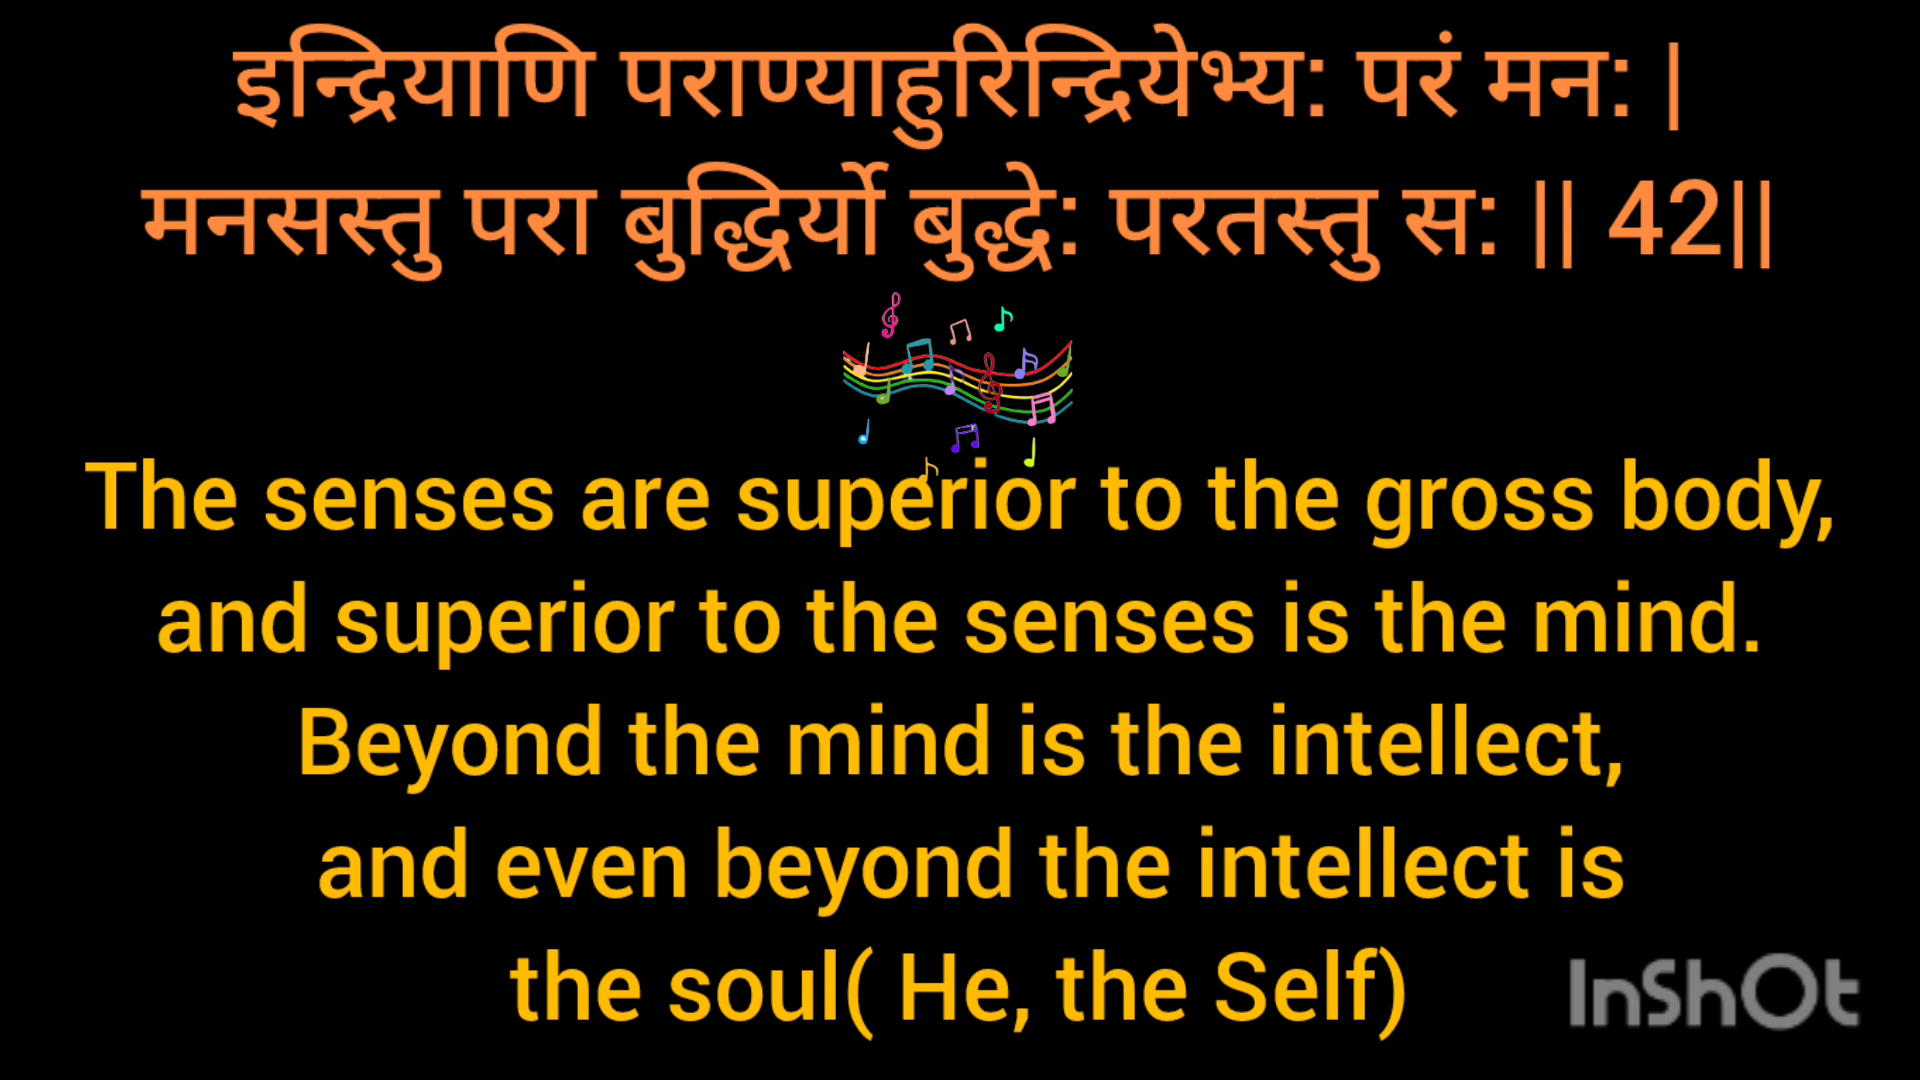 इन्द्रियाणि पराण्याहुरिन्द्रियेभ्य: परं मन: |
मनसस्तु परा बुद्धिर्यो बुद्धे: परतस्तु स: || 42||
The senses are superior to the gross body,
and superior to the senses is the mind.
Beyond the mind is the intellect,
and even beyond the intellect is
the soul( He, the Self)
InShOt